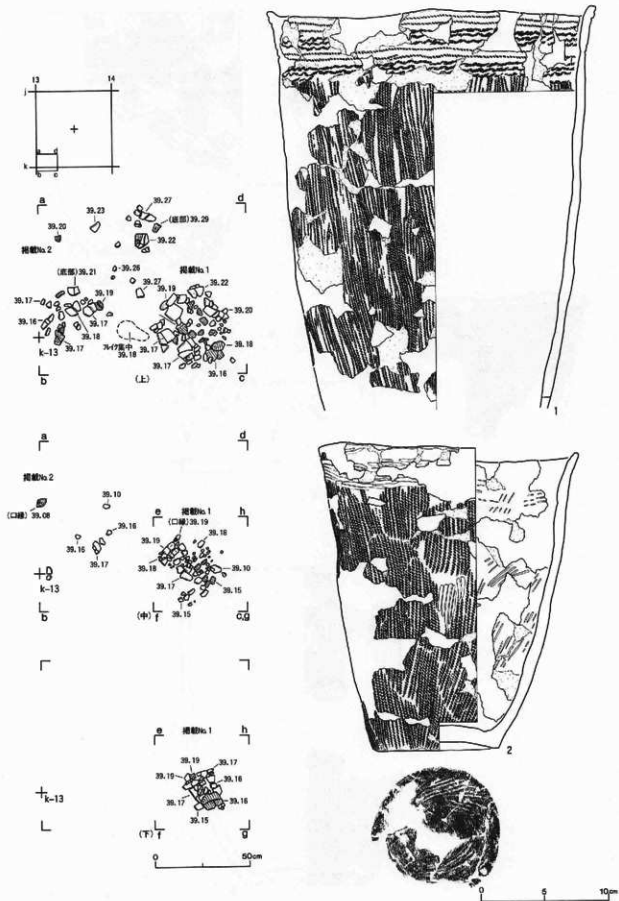 13 14
j
a d
k
b c
a 39.27 d
39.23 (底部)39.29
39.20
39.22
掲載No.2
39.26
(底部)39.21 39.27 掲載No.1
39.19 39.22
39.17 39.19
39.20
39.16
39.17
39.18 39.17 39.18
k-13 39.17 フレイク集中
39.18 39.17 39.16
b (上) c
a d
掲載No.2
39.10
(口縁)39.08 e 掲載No.1 h
39.16 (口縁)39.19
39.19 39.18
39.16
39.18 39.10
39.17
k-13 39.17 39.15
39.15
b (中) f c,g
e 掲載No.1 h
39.19 39.17
39.19 39.16
k-13 39.17 39.16
39.15
(下) f g
0 50cm
1
2
0 5 10cm